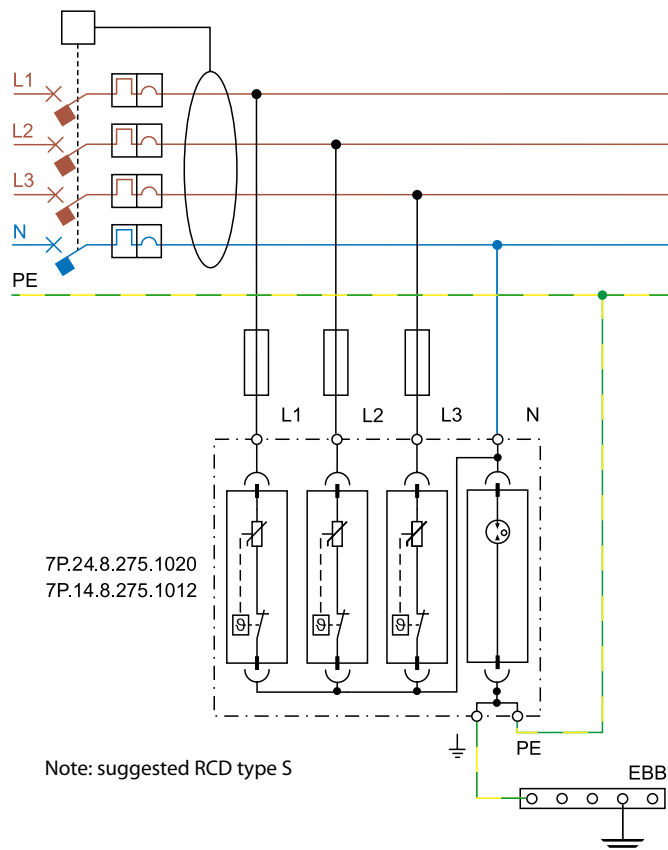 L1
L2
L3
N
PE
L1 L2 L3 N
7P.24.8.275.1020
7P.14.8.275.1012
ϑ ϑ ϑ
PE
Note: suggested RCD type S
EBB